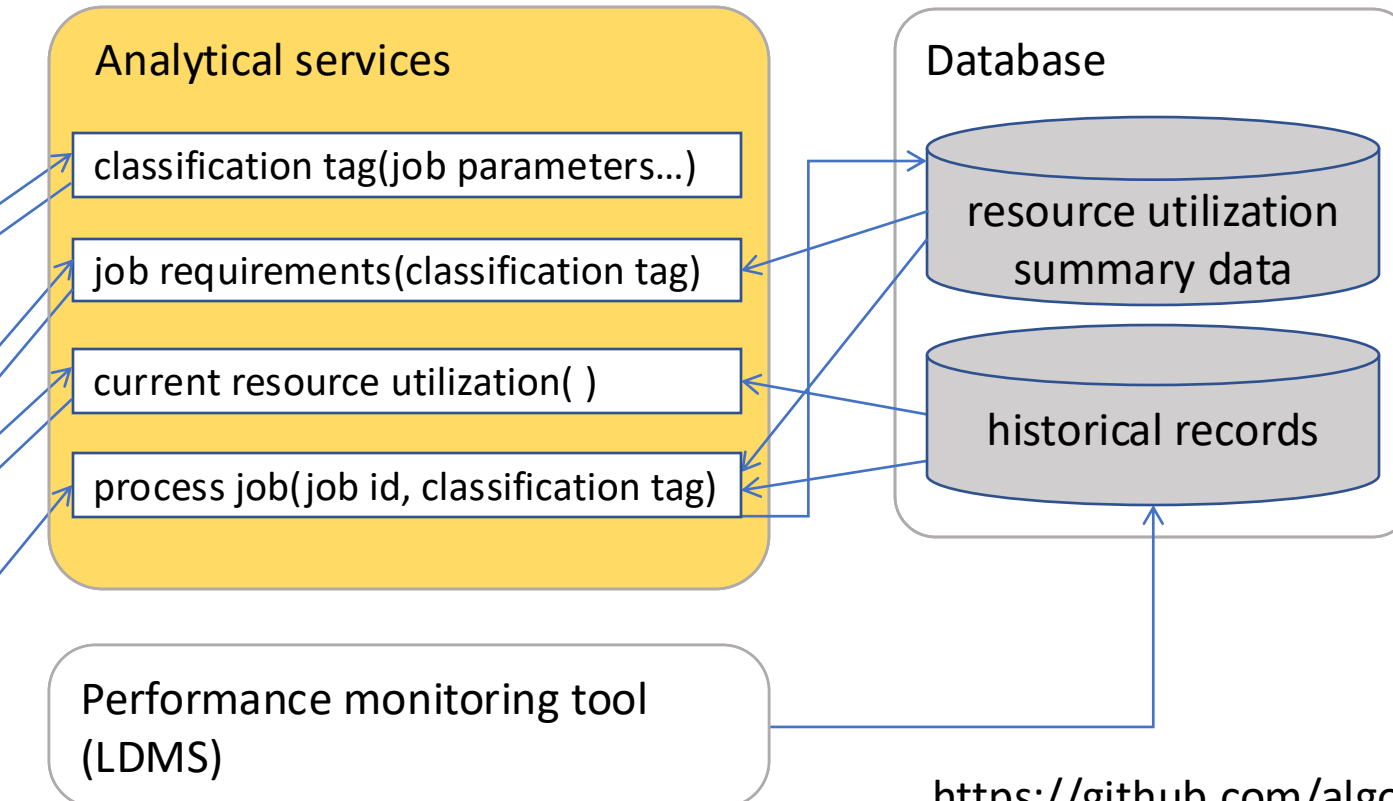 Analytical services
classification tag(job parameters…)
job requirements(classification tag)
current resource utilization( )
process job(job id, classification tag)
Database
resource utilization
summary data
historical records
Performance monitoring tool
(LDMS)